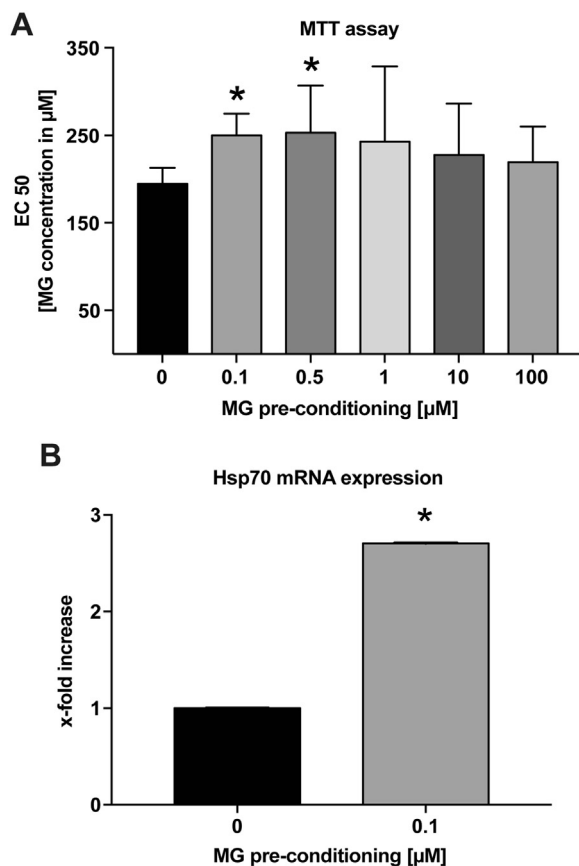 A
MTT assay
EC 50
[MG concentration in µM]
350
250
150
50
*
*
0 0.1 0.5 1 10 100
MG pre-conditioning [µM]
B
Hsp70 mRNA expression
x-fold increase
3
2
1
0
*
0 0.1
MG pre-conditioning [µM]